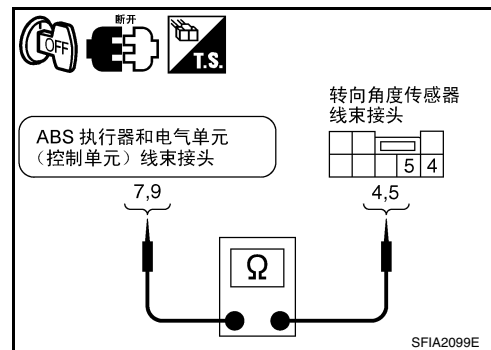 OFF
断开
T.S.
ABS 执行器和电气单元
（控制单元）线束接头
7,9
转向角度传感器
线束接头
5 4
4,5
Ω
SFIA2099E